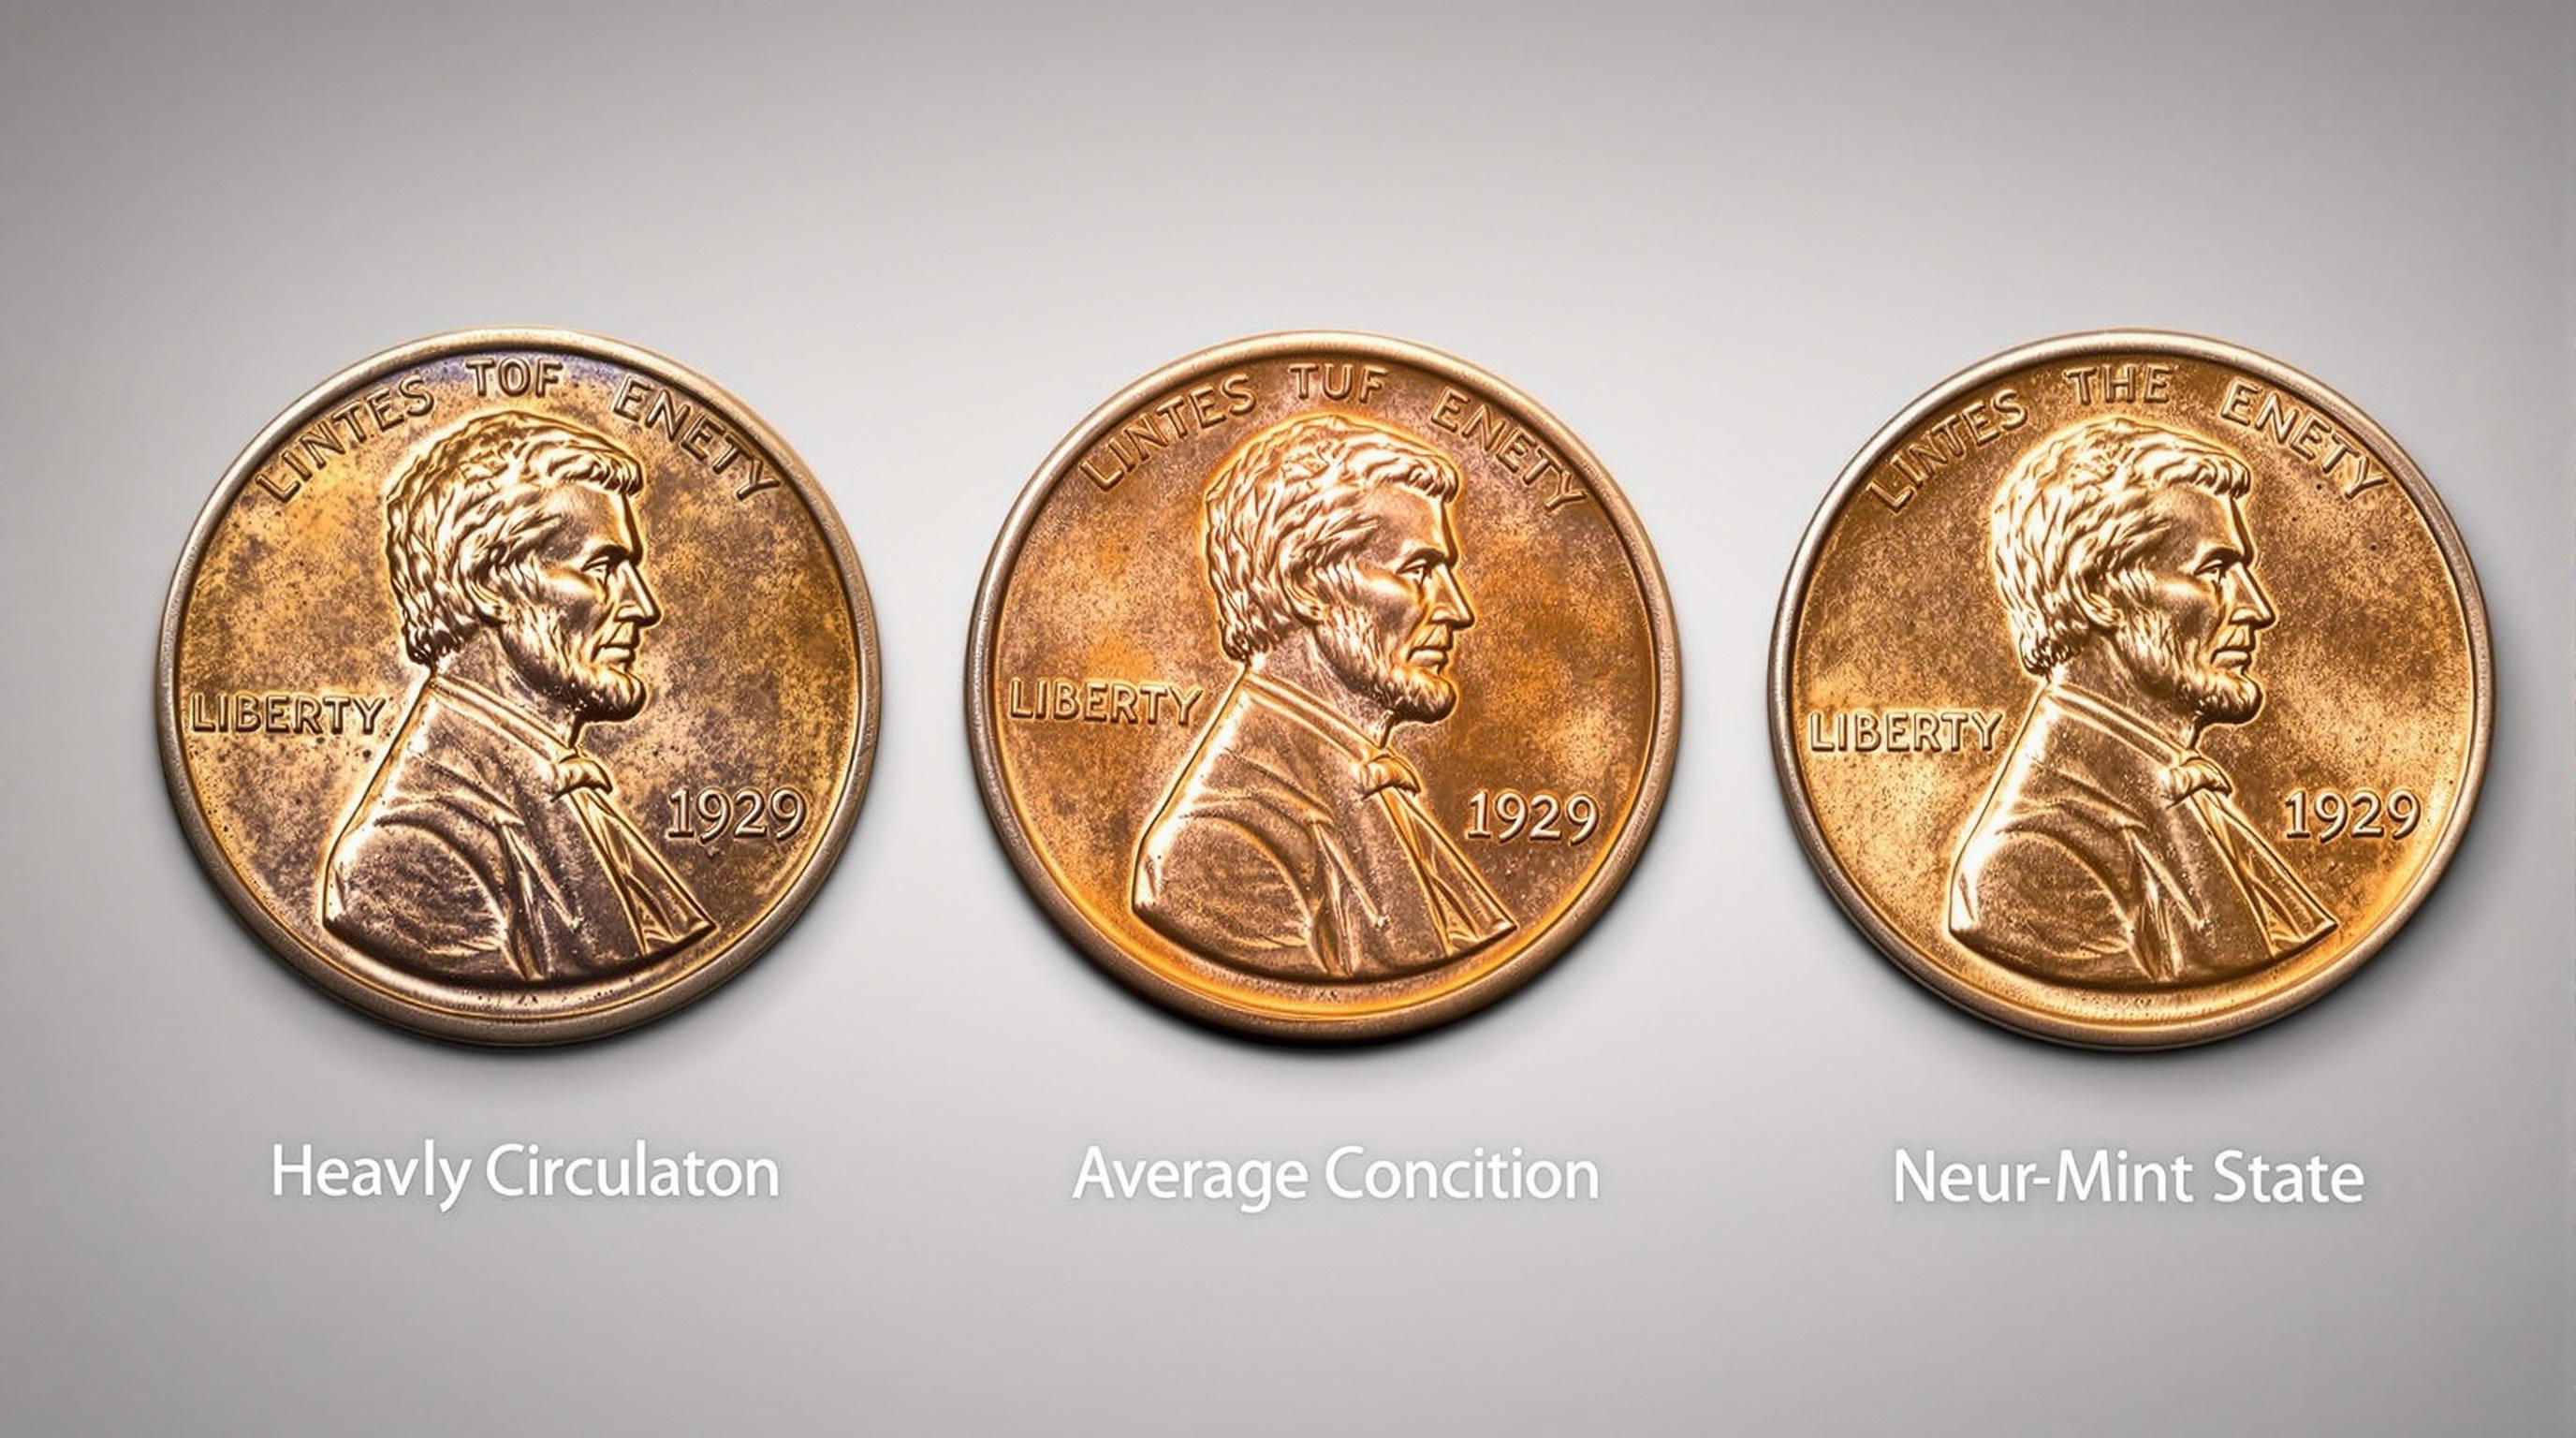 LINTES TOF ENETY
LIBERTY
1929
LINTES TUF ENETY
LIBERTY
1929
LINTES THE ENETY
LIBERTY
1929
Heavly Circulaton
Average Concition
Neur-Mint State